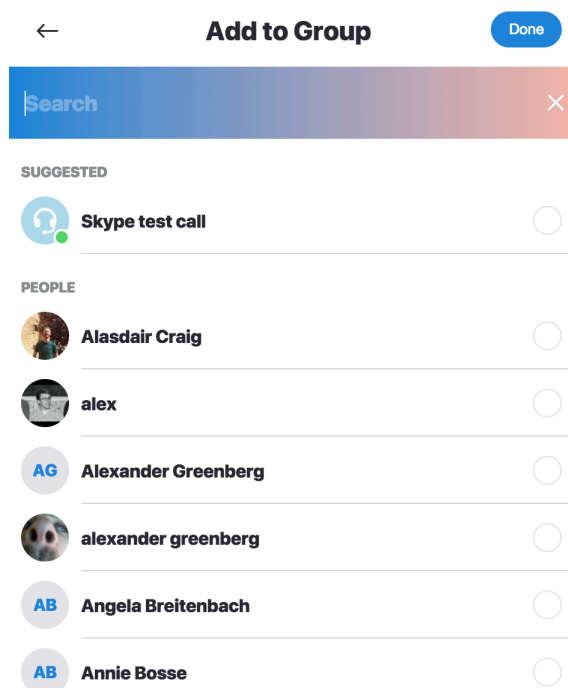 Add to Group
Done
Search
SUGGESTED
Skype test call
PEOPLE
Alasdair Craig
alex
AG
Alexander Greenberg
alexander greenberg
AB
Angela Breitenbach
AB
Annie Bosse